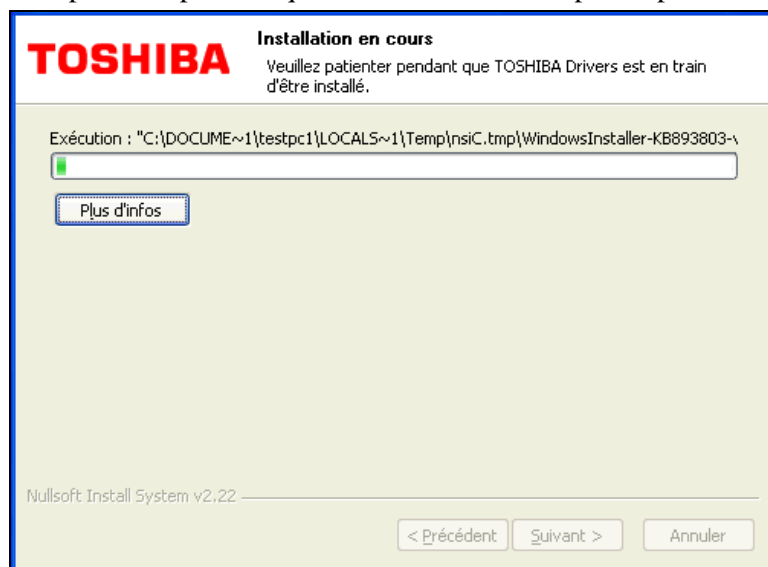 TOSHIBA
Installation en cours
Veuillez patienter pendant que TOSHIBA Drivers est en train
d'être installé.
Exécution : "C:\DOCUME~1\testpc1\LOCALS~1\Temp\nsiC.tmp\WindowsInstaller-KB893803-
Plus d'infos
Nullsoft Install System v2.22
< Précédent
Suivant >
Annuler